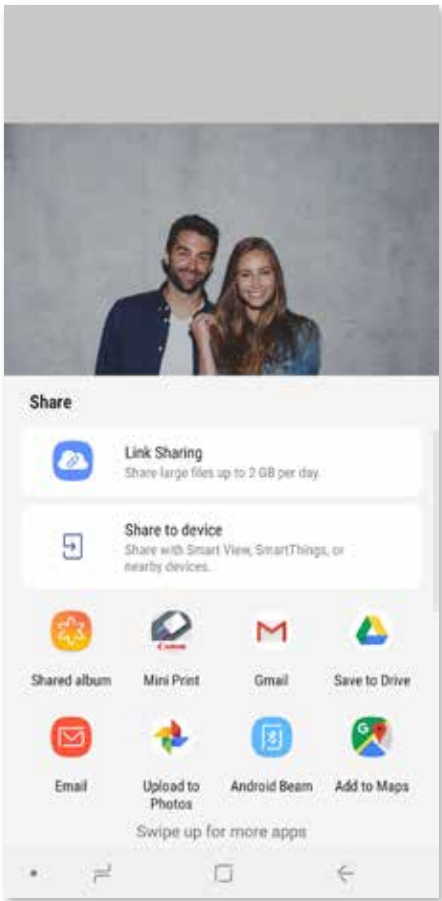 Share
Link Sharing
Share large files up to 2 GB per day.
Share to device
Share with Smart View, SmartThings, or
nearby devices.
Canon
Shared album
Mini Print
Gmail
Save to Drive
G
Email
Upload to
Photos
Android Beam
Add to Maps
Swipe up for more apps